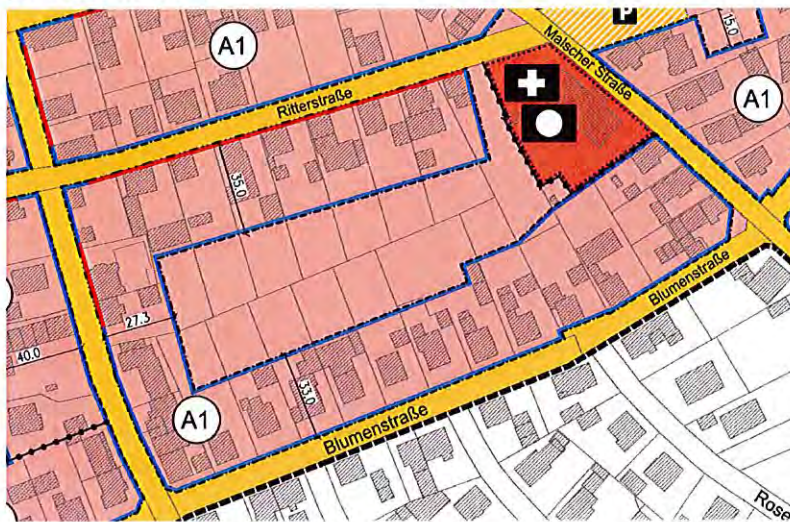 P
15.0
A1
Malscher Straße
A1
Ritterstraße
35.0
27.3
40.0
Blumenstraße
33.0
A1
Blumenstraße
Rose